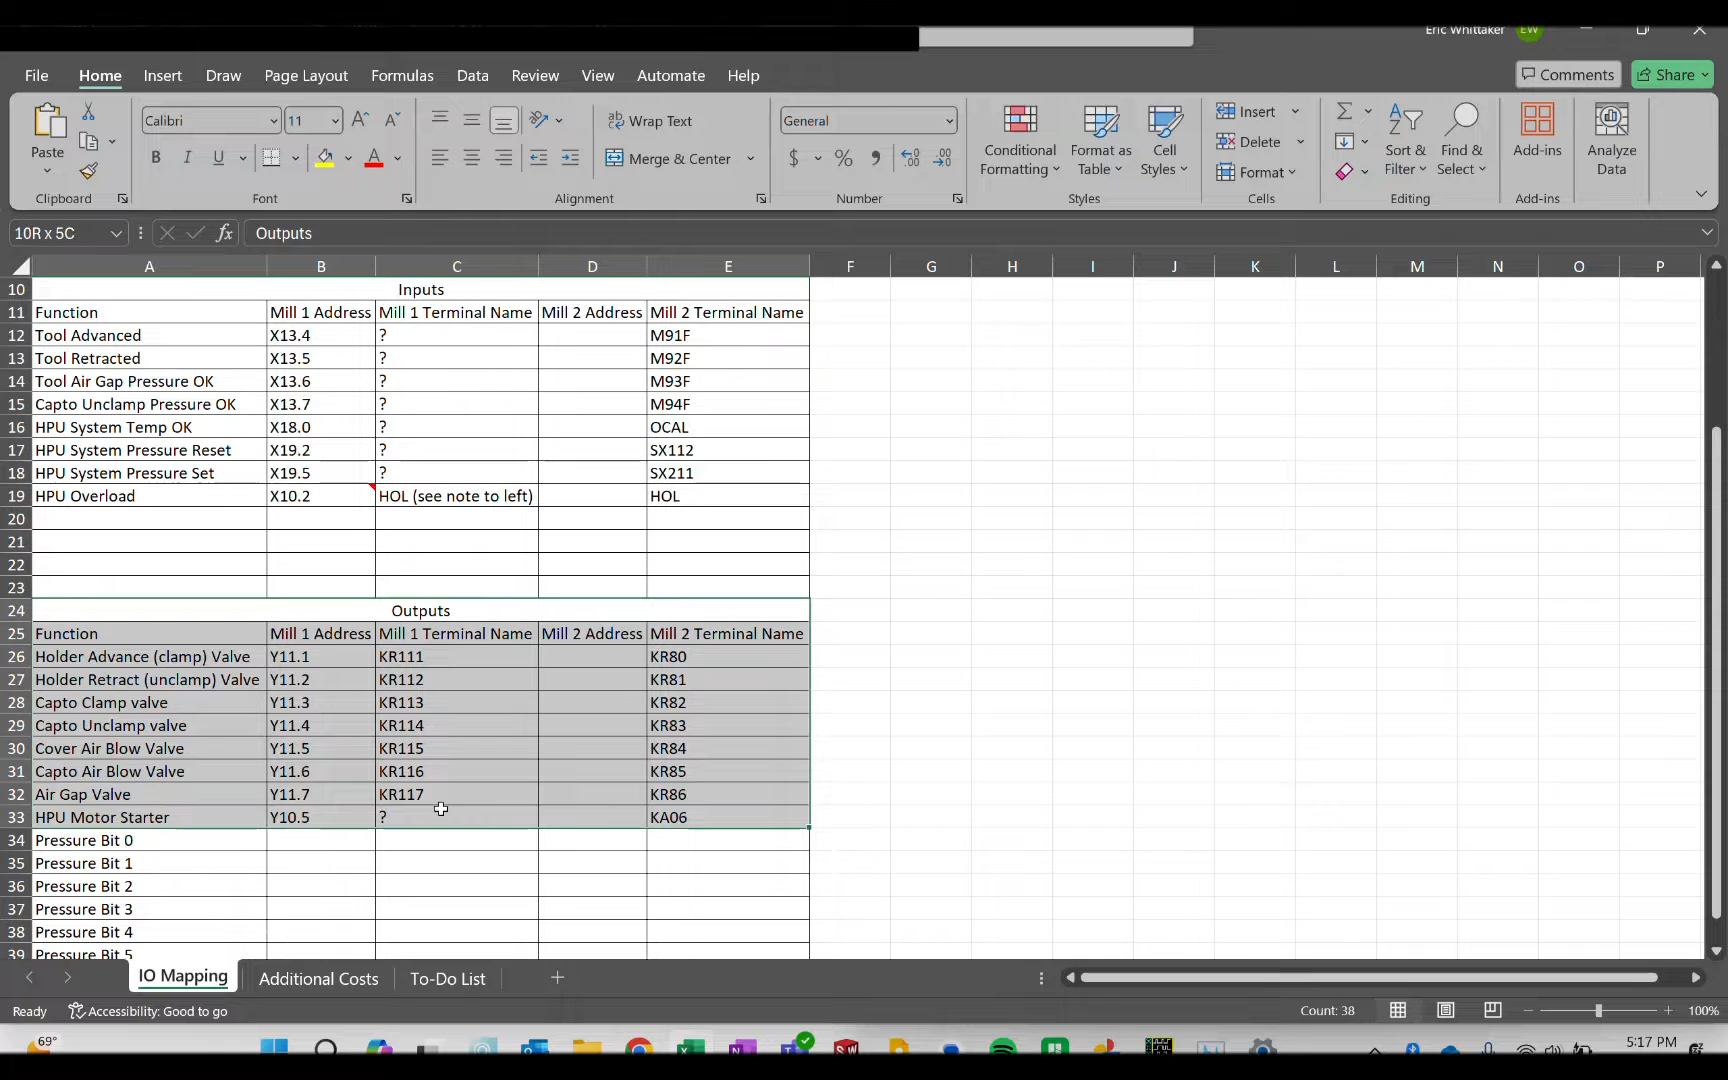 Eric Whittaker EW
File Home Insert Draw Page Layout Formulas Data Review View Automate Help Comments Share
Calibri 11 Wrap Text General Insert
Paste B I U A Merge & Center $ % Conditional Formatting Format as Table Cell Styles Delete Format Sort & Filter Find & Select Add-ins Analyze Data
Clipboard Font Alignment Number Styles Cells Editing Add-ins
10R x 5C fx Outputs
A B C D E F G H I J K L M N O P
10 Inputs
11 Function Mill 1 Address Mill 1 Terminal Name Mill 2 Address Mill 2 Terminal Name
12 Tool Advanced X13.4 ? M91F
13 Tool Retracted X13.5 ? M92F
14 Tool Air Gap Pressure OK X13.6 ? M93F
15 Capto Unclamp Pressure OK X13.7 ? M94F
16 HPU System Temp OK X18.0 ? OCAL
17 HPU System Pressure Reset X19.2 ? SX112
18 HPU System Pressure Set X19.5 ? SX211
19 HPU Overload X10.2 HOL (see note to left) HOL
20
21
22
23
24 Outputs
25 Function Mill 1 Address Mill 1 Terminal Name Mill 2 Address Mill 2 Terminal Name
26 Holder Advance (clamp) Valve Y11.1 KR111 KR80
27 Holder Retract (unclamp) Valve Y11.2 KR112 KR81
28 Capto Clamp valve Y11.3 KR113 KR82
29 Capto Unclamp valve Y11.4 KR114 KR83
30 Cover Air Blow Valve Y11.5 KR115 KR84
31 Capto Air Blow Valve Y11.6 KR116 KR85
32 Air Gap Valve Y11.7 KR117 KR86
33 HPU Motor Starter Y10.5 ? KA06
34 Pressure Bit 0
35 Pressure Bit 1
36 Pressure Bit 2
37 Pressure Bit 3
38 Pressure Bit 4
39 Pressure Bit 5
IO Mapping Additional Costs To-Do List
Ready Accessibility: Good to go Count: 38 100%
69° 5:17 PM